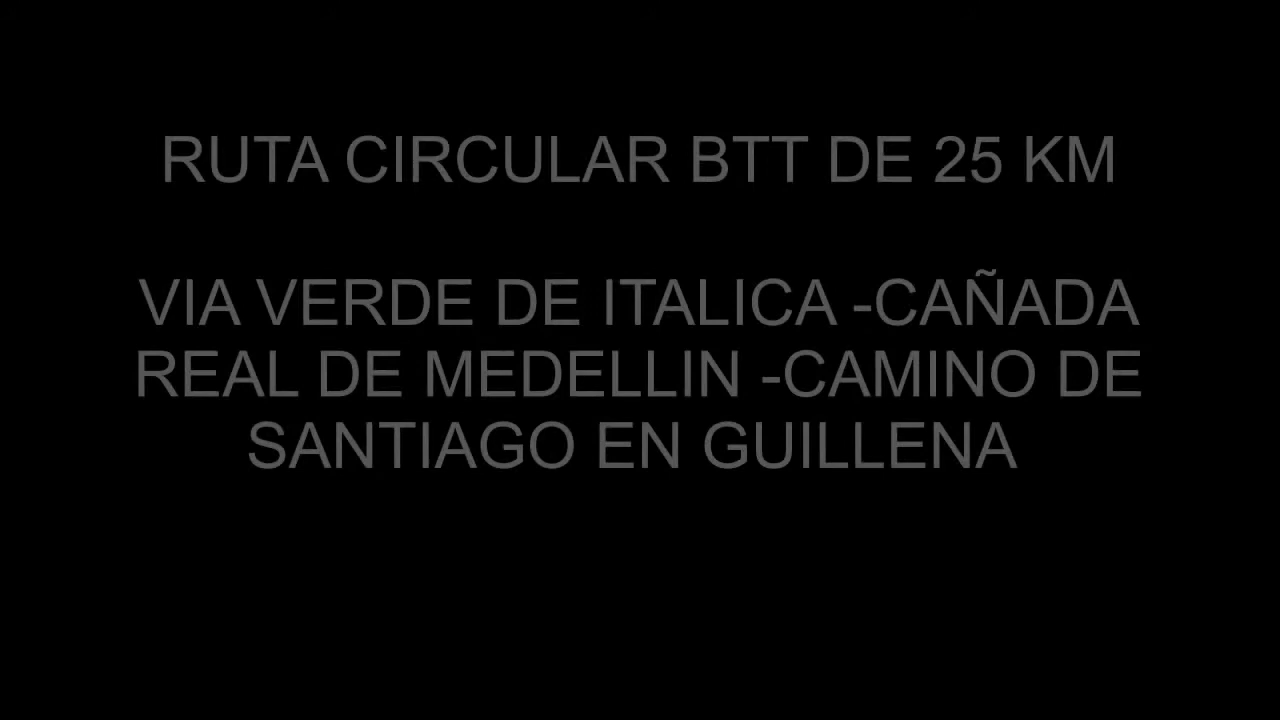 RUTA CIRCULAR BTT DE 25 KM
VIA VERDE DE ITALICA -CAÑADA
REAL DE MEDELLIN -CAMINO DE
SANTIAGO EN GUILLENA